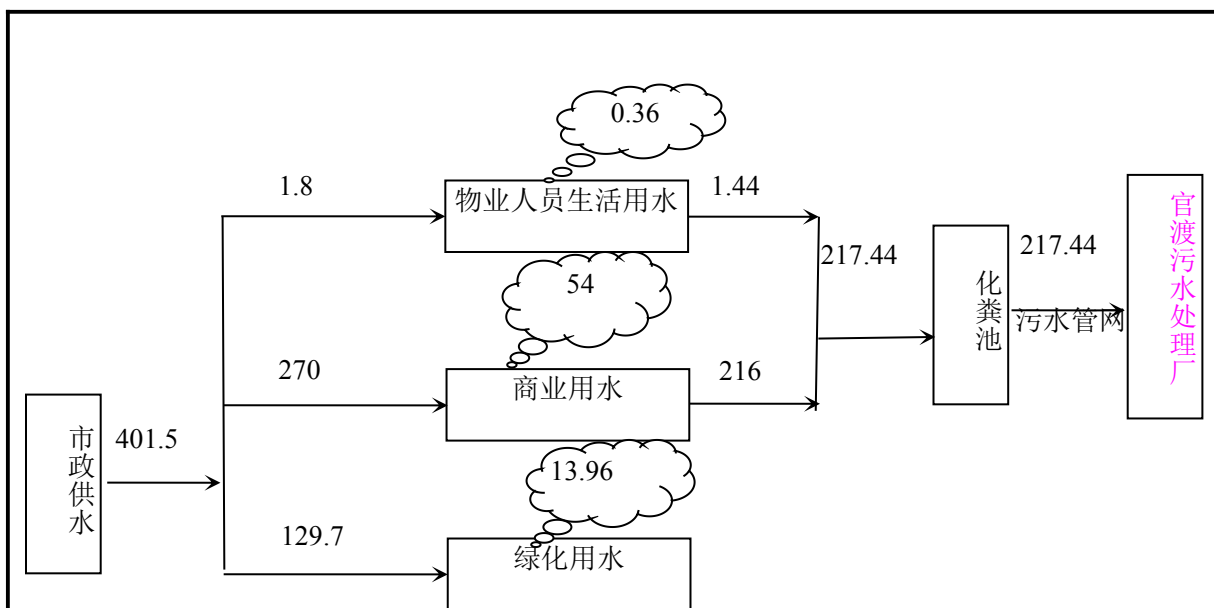 0.36
1.8
物业人员生活用水
1.44
217.44
217.44
54
化粪池
污水管网
官渡污水处理厂
270
商业用水
216
市政供水
401.5
13.96
129.7
绿化用水